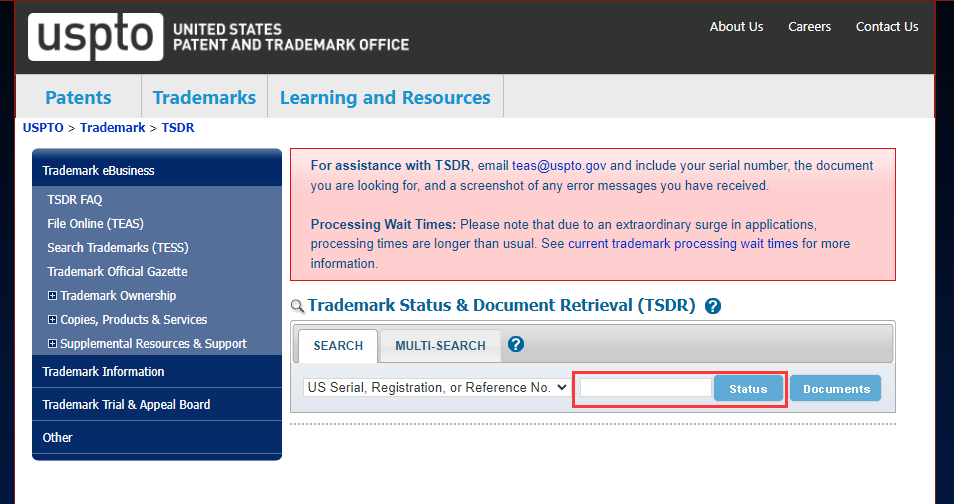 uspto
UNITED STATES
PATENT AND TRADEMARK OFFICE
About Us
Careers
Contact Us
Patents
Trademarks
Learning and Resources
USPTO > Trademark > TSDR
Trademark eBusiness
TSDR FAQ
File Online (TEAS)
Search Trademarks (TESS)
Trademark Official Gazette
Trademark Ownership
Copies, Products & Services
Supplemental Resources & Support
Trademark Information
Trademark Trial & Appeal Board
Other
For assistance with TSDR, email teas@uspto.gov and include your serial number, the document
you are looking for, and a screenshot of any error messages you have received.
Processing Wait Times: Please note that due to an extraordinary surge in applications,
processing times are longer than usual. See current trademark processing wait times for more
information.
Trademark Status & Document Retrieval (TSDR) ?
SEARCH
MULTI-SEARCH ?
US Serial, Registration, or Reference No.
Status
Documents